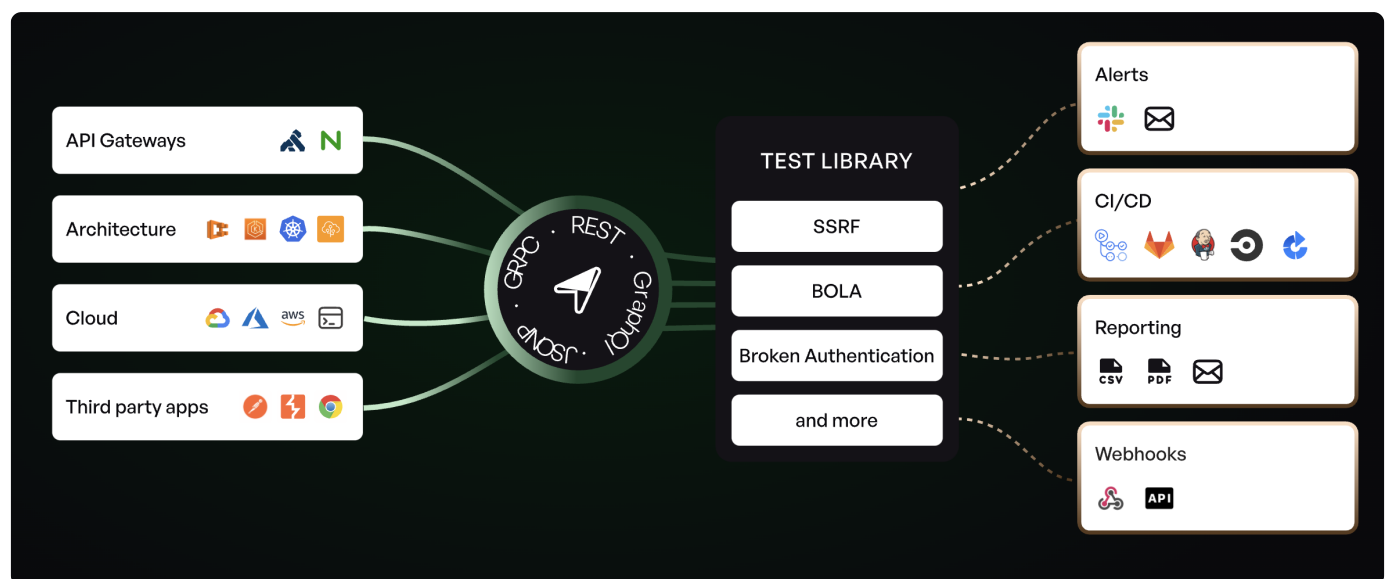 API Gateways
Architecture
Cloud
aws
Third party apps
REST · GraphQl · JSONP · GRPC ·
TEST LIBRARY
SSRF
BOLA
Broken Authentication
and more
Alerts
CI/CD
Reporting
CSV
PDF
Webhooks
API